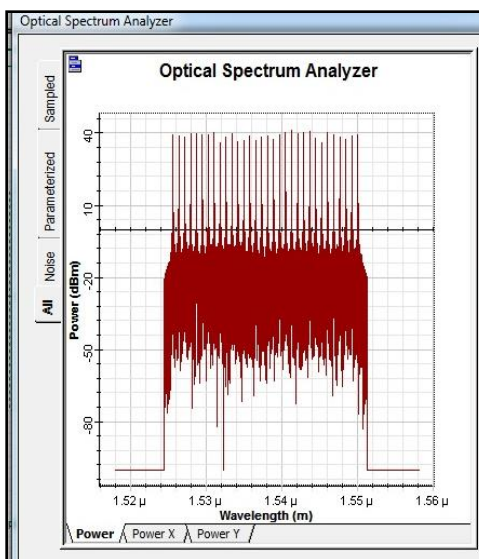 Optical Spectrum Analyzer
Optical Spectrum Analyzer
Sampled
Parameterized
Noise
All
Power (dBm)
40
10
-20
-50
-80
1.52 µ 1.53 µ 1.54 µ 1.55 µ 1.56 µ
Wavelength (m)
Power Power X Power Y